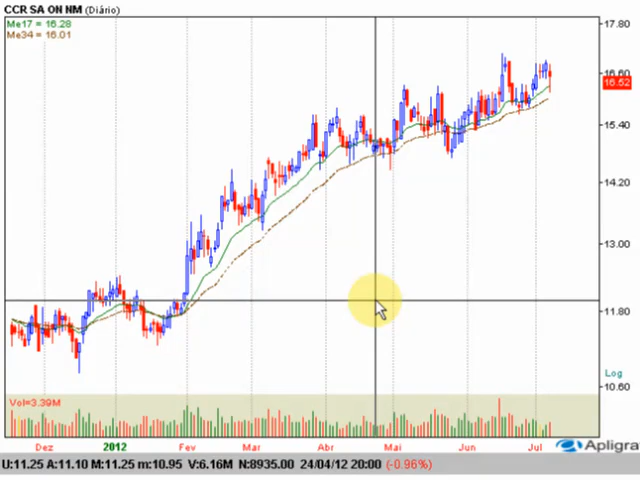 CCR SA ON NM (Diário)
Me17 = 16.28
Me34 = 16.01
17.80
16.60
16.52
15.40
14.20
13.00
11.80
Log
10.60
Vol=3.39M
Dez 2012 Fev Mar Abr Mai Jun Jul
Apligra
U:11.25 A:11.10 M:11.25 m:10.95 V:6.16M N:8935.00 24/04/12 20:00 (-0.96%)